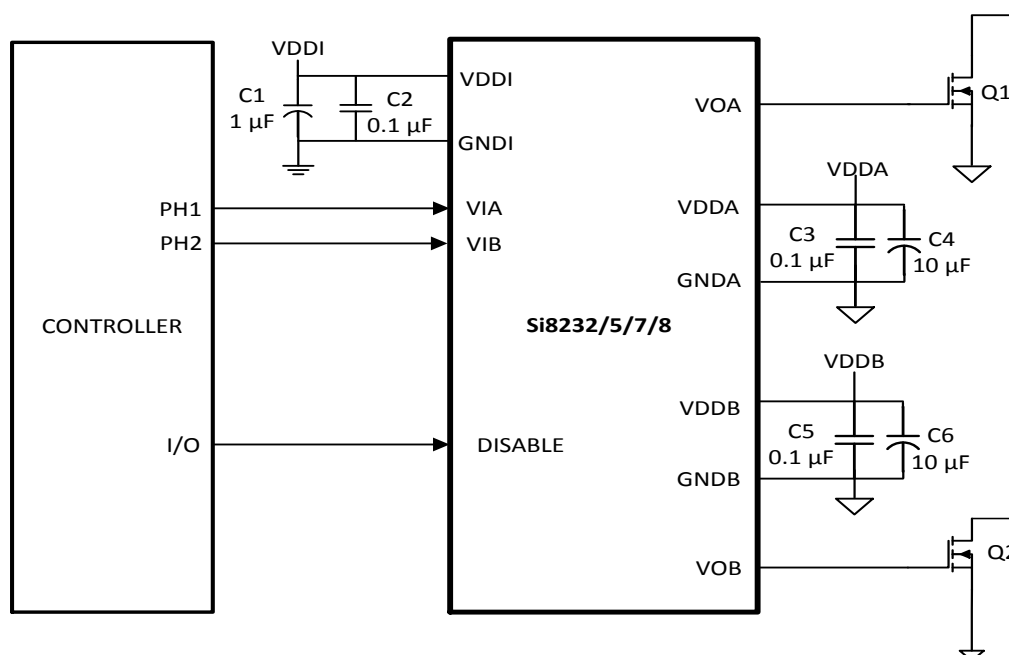 VDDI
C1
1 µF
C2
0.1 µF
VDDI
GNDI
VOA
Q1
PH1
VIA
PH2
VIB
VDDA
VDDA
C3
0.1 µF
C4
10 µF
GNDA
CONTROLLER
Si8232/5/7/8
VDDB
VDDB
C5
0.1 µF
C6
10 µF
I/O
DISABLE
GNDB
VOB
Q2